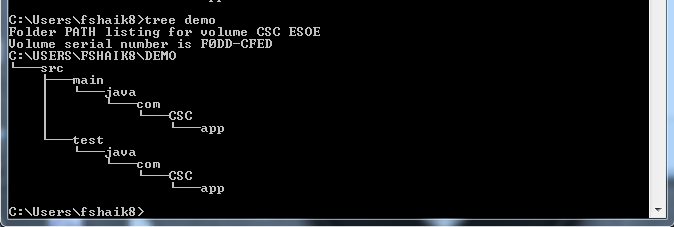 C:\Users\fshaik8>tree demo
Folder PATH listing for volume CSC ESOE
Volume serial number is F0DD-CFED
C:\USERS\FSHAIK8\DEMO
└───src
    ├───main
    │   └───java
    │       └───com
    │           └───CSC
    │               └───app
    └───test
        └───java
            └───com
                └───CSC
                    └───app
C:\Users\fshaik8>